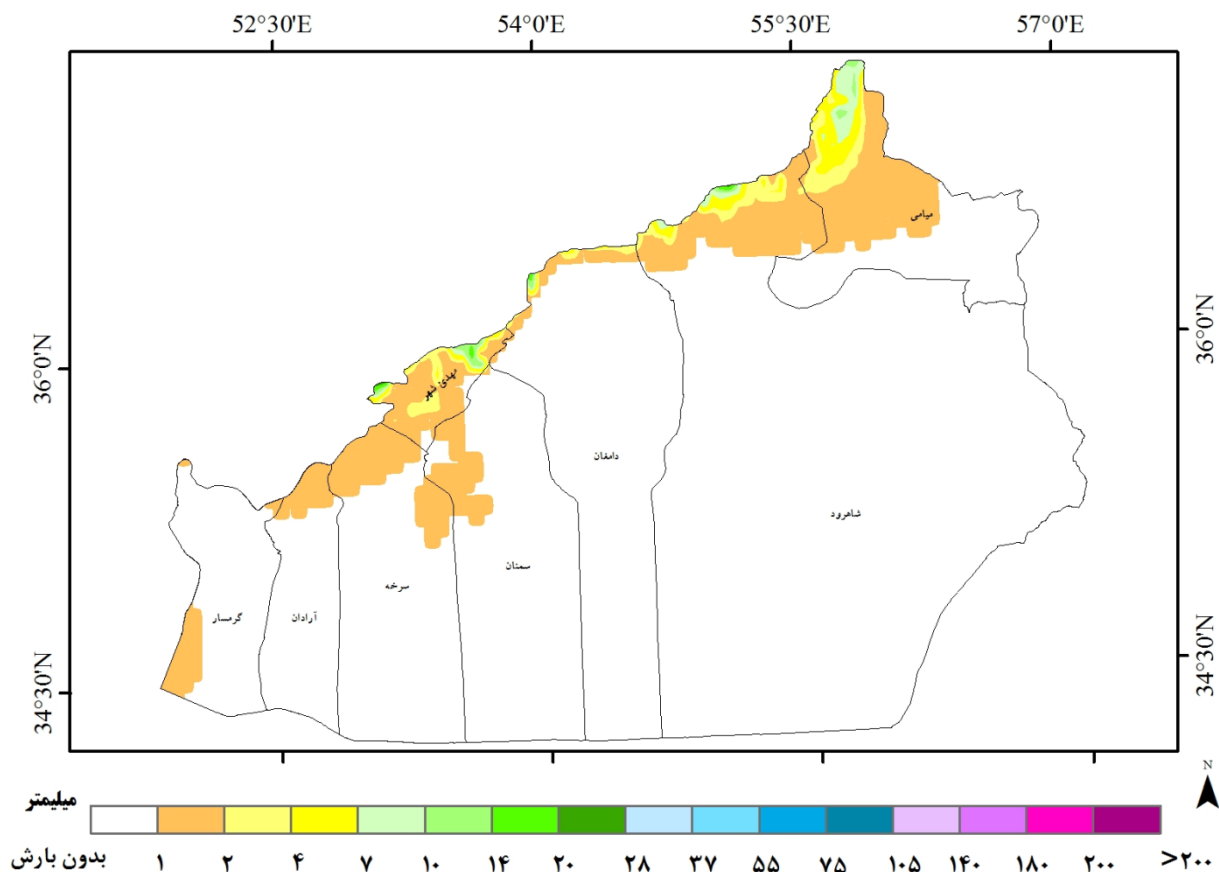 52°30'E 54°0'E 55°30'E 57°0'E
میامی
36°0'N
36°0'N
مهدی شهر
دامغان
شاهرود
سمنان
سرخه
آرادان
گرمسار
34°30'N
34°30'N
N
میلیمتر
بدون بارش ۱ ۲ ۴ ۷ ۱۰ ۱۴ ۲۰ ۲۸ ۳۷ ۵۵ ۷۵ ۱۰۵ ۱۴۰ ۱۸۰ ۲۰۰ >۲۰۰